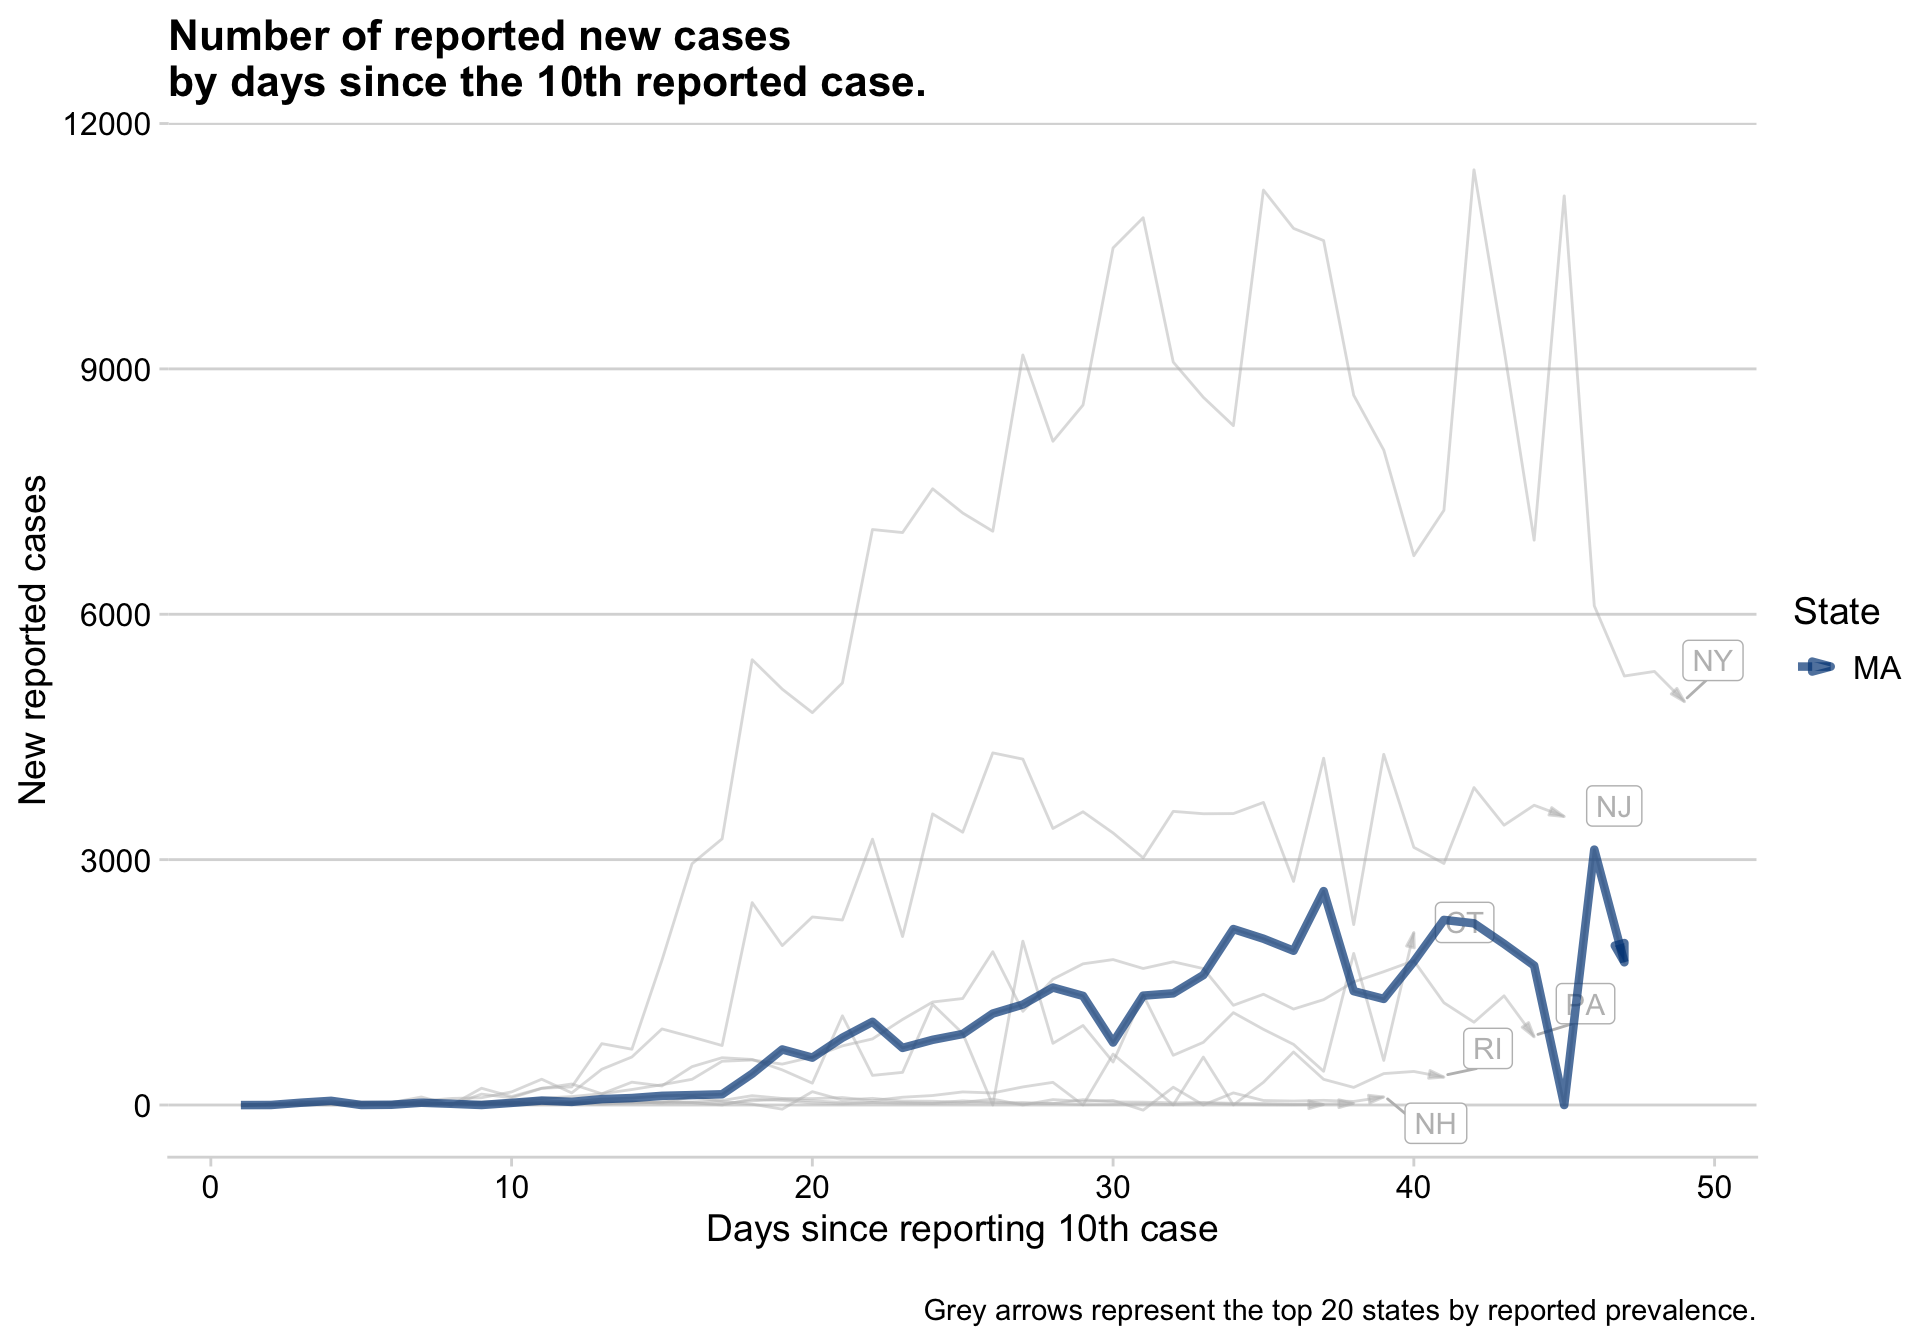 Number of reported new cases
by days since the 10th reported case.
12000
9000
6000
3000
0
New reported cases
NY
NJ
CT
PA
RI
NH
State
MA
0
10
20
30
40
50
Days since reporting 10th case
Grey arrows represent the top 20 states by reported prevalence.